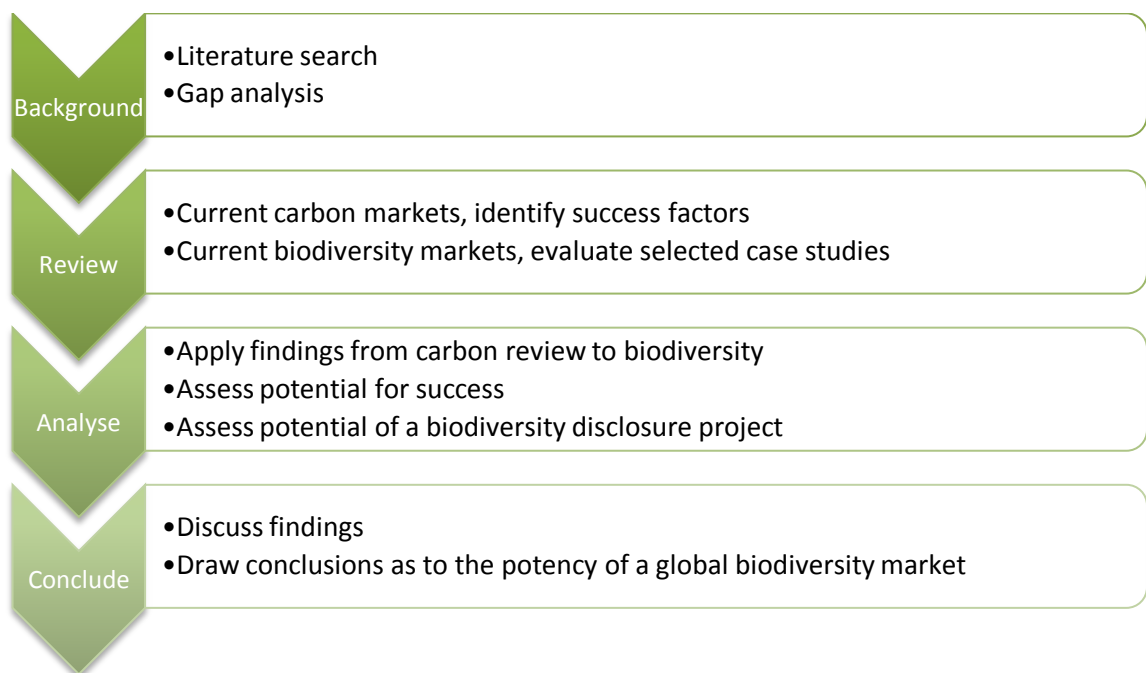 Background
•Literature search
•Gap analysis
Review
•Current carbon markets, identify success factors
•Current biodiversity markets, evaluate selected case studies
Analyse
•Apply findings from carbon review to biodiversity
•Assess potential for success
•Assess potential of a biodiversity disclosure project
Conclude
•Discuss findings
•Draw conclusions as to the potency of a global biodiversity market